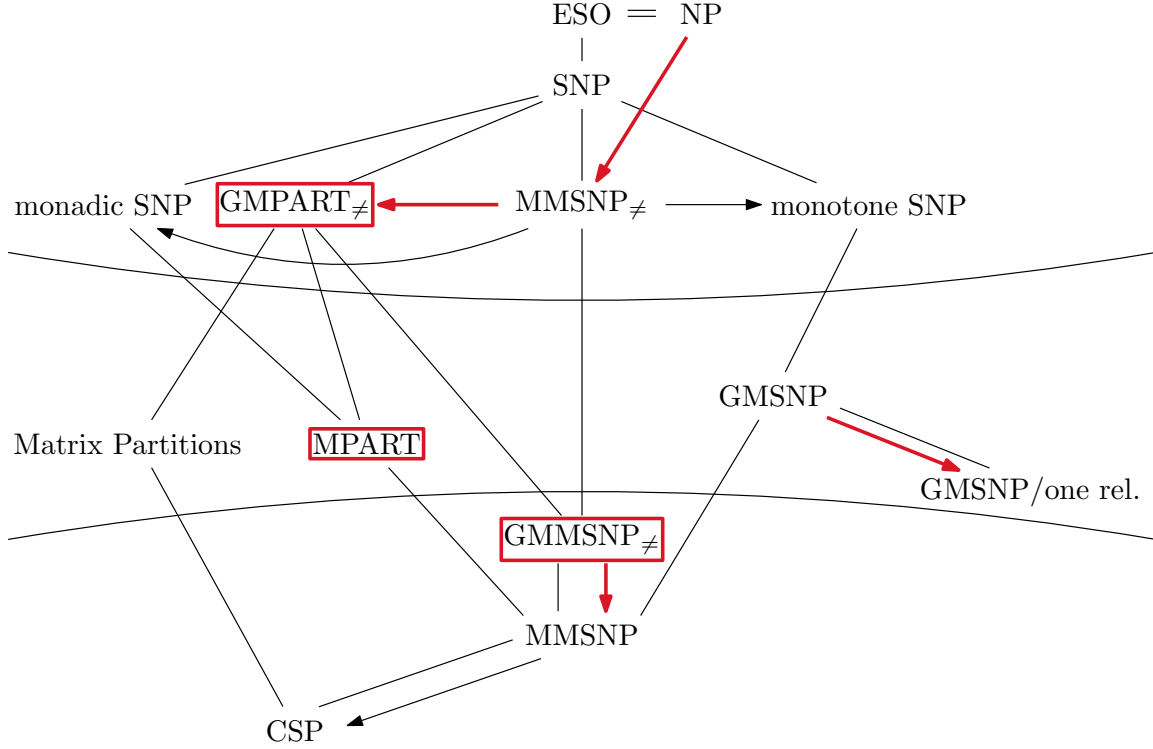 ESO = NP
SNP
monadic SNP GMPART≠ MMSNP≠ monotone SNP
GMSNP
Matrix Partitions MPART
GMSNP/one rel.
GMMSNP≠
MMSNP
CSP